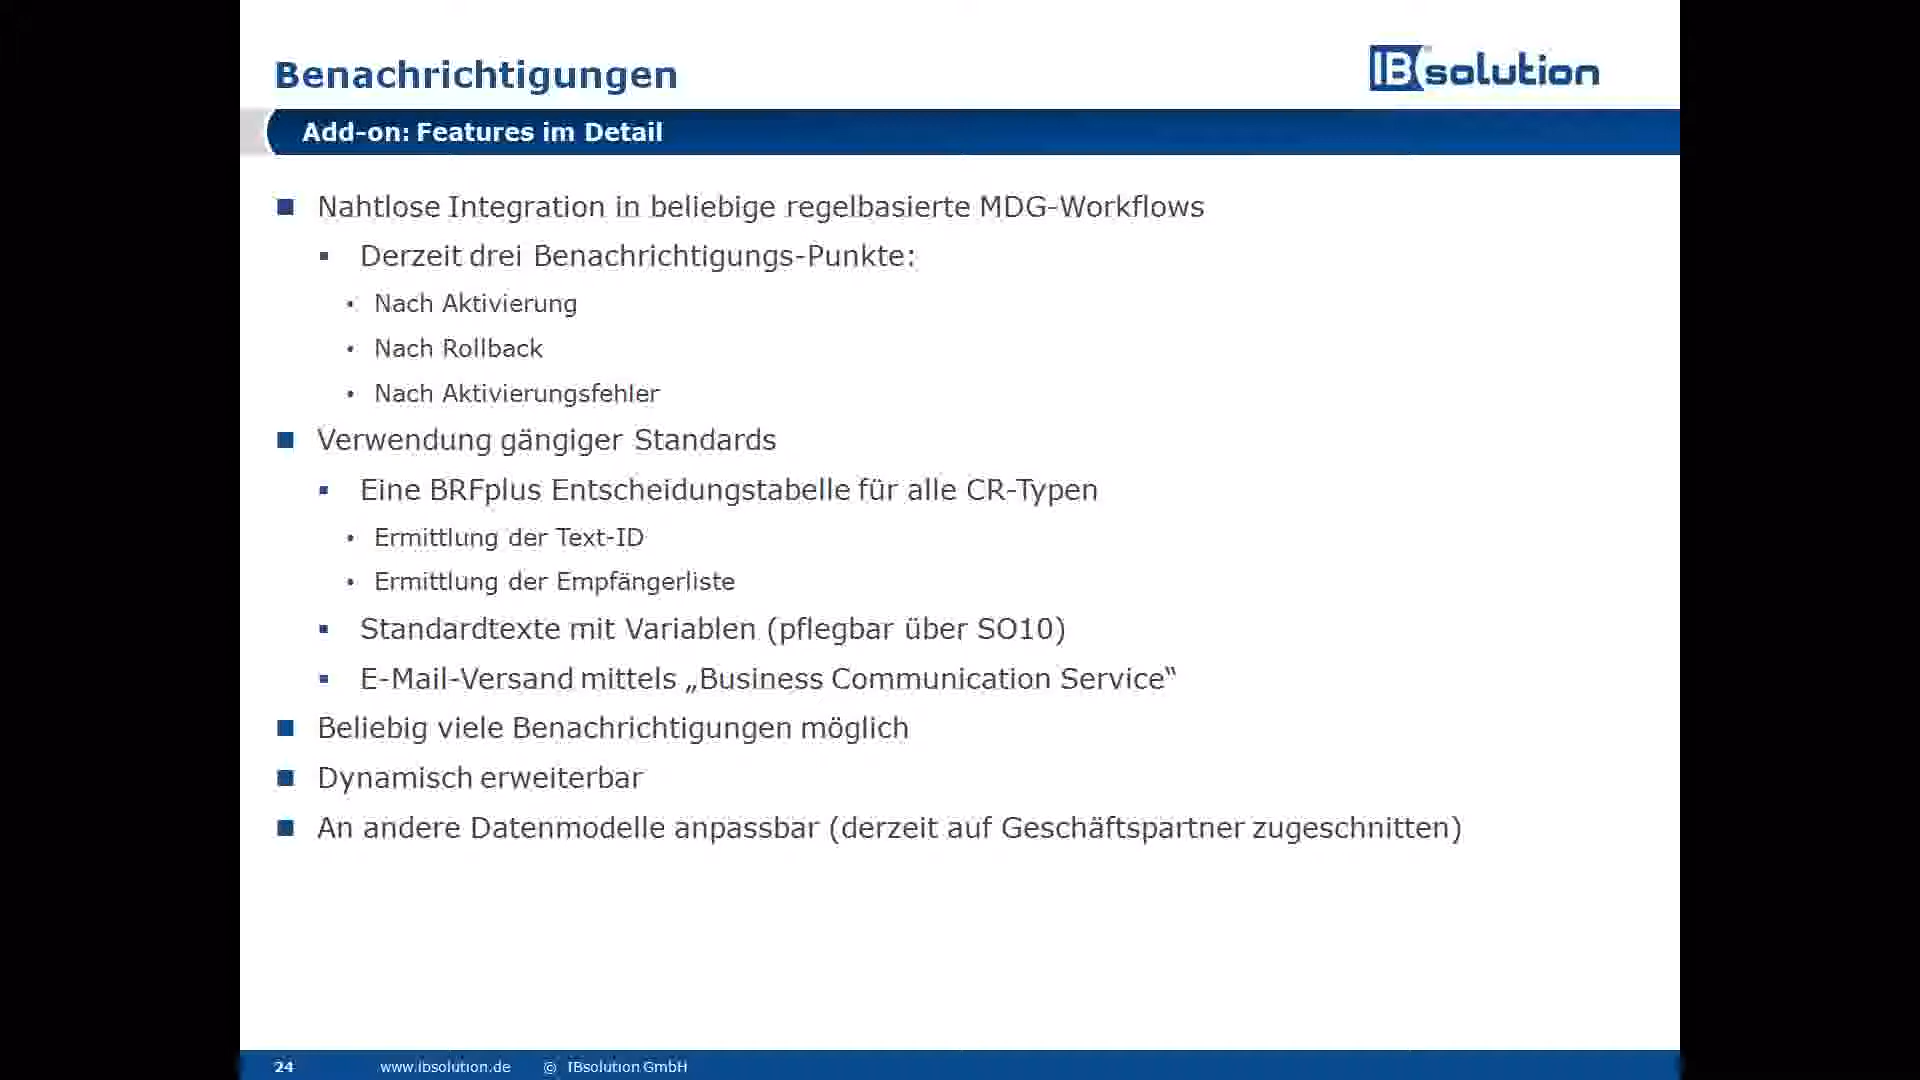 Benachrichtigungen
IBsolution
Add-on: Features im Detail
Nahtlose Integration in beliebige regelbasierte MDG-Workflows
Derzeit drei Benachrichtigungs-Punkte:
Nach Aktivierung
Nach Rollback
Nach Aktivierungsfehler
Verwendung gängiger Standards
Eine BRFplus Entscheidungstabelle für alle CR-Typen
Ermittlung der Text-ID
Ermittlung der Empfängerliste
Standardtexte mit Variablen (pflegbar über SO10)
E-Mail-Versand mittels „Business Communication Service“
Beliebig viele Benachrichtigungen möglich
Dynamisch erweiterbar
An andere Datenmodelle anpassbar (derzeit auf Geschäftspartner zugeschnitten)
24 www.ibsolution.de © IBsolution GmbH